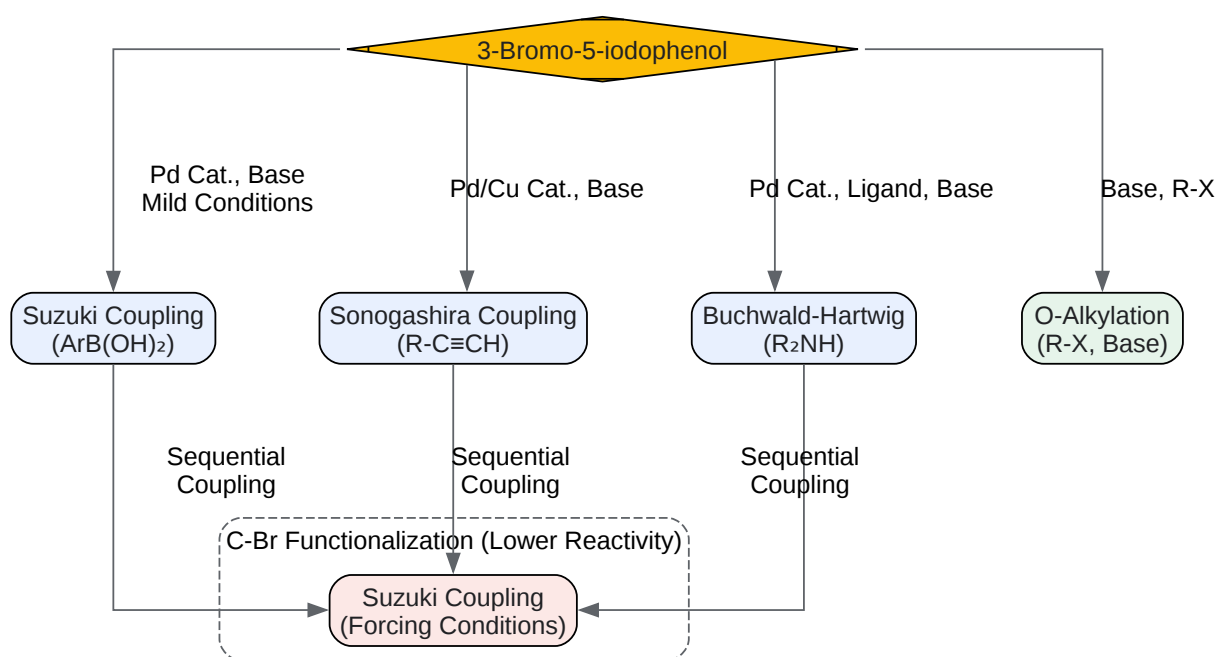 3-Bromo-5-iodophenol
Pd Cat., Base
Mild Conditions
Pd/Cu Cat., Base
Pd Cat., Ligand, Base
Base, R-X
Suzuki Coupling
(ArB(OH)₂)
Sonogashira Coupling
(R-C≡CH)
Buchwald-Hartwig
(R₂NH)
O-Alkylation
(R-X, Base)
Sequential
Coupling
Sequential
Coupling
Sequential
Coupling
C-Br Functionalization (Lower Reactivity)
Suzuki Coupling
(Forcing Conditions)